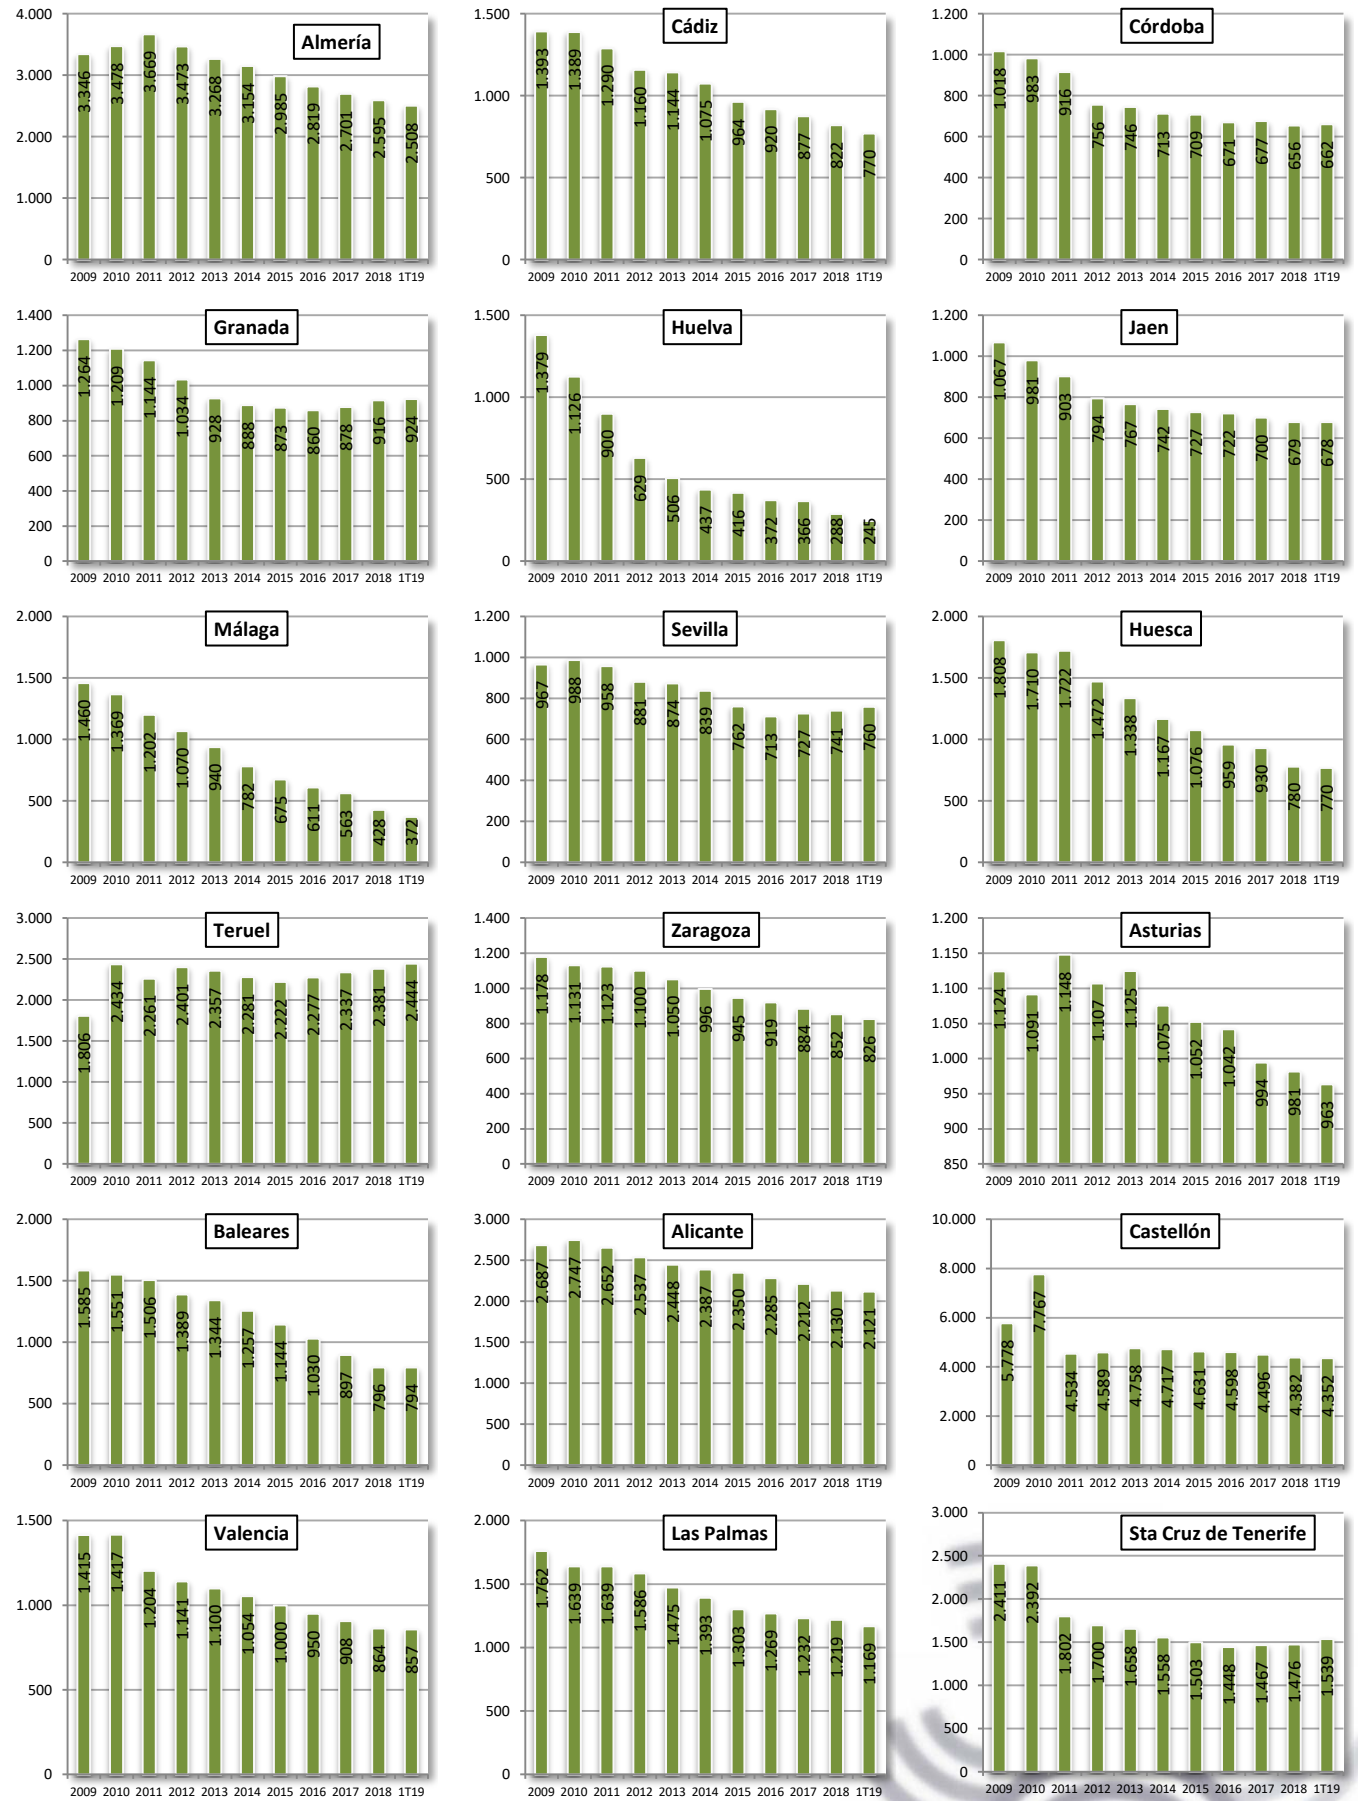 Almería
4.000
3.000
2.000
1.000
0
3.346 3.478 3.669 3.473 3.268 3.154 2.985 2.819 2.701 2.595 2.508
2009 2010 2011 2012 2013 2014 2015 2016 2017 2018 1T19
Cádiz
1.500
1.000
500
0
1.393 1.389 1.290 1.160 1.144 1.075 964 920 877 822 770
2009 2010 2011 2012 2013 2014 2015 2016 2017 2018 1T19
Córdoba
1.200
1.000
800
600
400
200
0
1.018 983 916 756 746 713 709 671 677 656 662
2009 2010 2011 2012 2013 2014 2015 2016 2017 2018 1T19
Granada
1.400
1.200
1.000
800
600
400
200
0
1.264 1.209 1.144 1.034 928 888 873 860 878 916 924
2009 2010 2011 2012 2013 2014 2015 2016 2017 2018 1T19
Huelva
1.500
1.000
500
0
1.379 1.126 900 629 506 437 416 372 366 288 245
2009 2010 2011 2012 2013 2014 2015 2016 2017 2018 1T19
Jaen
1.200
1.000
800
600
400
200
0
1.067 981 903 794 767 742 727 722 700 679 678
2009 2010 2011 2012 2013 2014 2015 2016 2017 2018 1T19
Málaga
2.000
1.500
1.000
500
0
1.460 1.369 1.202 1.070 940 782 675 611 563 428 372
2009 2010 2011 2012 2013 2014 2015 2016 2017 2018 1T19
Sevilla
1.200
1.000
800
600
400
200
0
967 988 958 881 874 839 762 713 727 741 760
2009 2010 2011 2012 2013 2014 2015 2016 2017 2018 1T19
Huesca
2.000
1.500
1.000
500
0
1.808 1.710 1.722 1.472 1.338 1.167 1.076 959 930 780 770
2009 2010 2011 2012 2013 2014 2015 2016 2017 2018 1T19
Teruel
3.000
2.500
2.000
1.500
1.000
500
0
1.806 2.434 2.261 2.401 2.357 2.281 2.222 2.277 2.337 2.381 2.444
2009 2010 2011 2012 2013 2014 2015 2016 2017 2018 1T19
Zaragoza
1.400
1.200
1.000
800
600
400
200
0
1.178 1.131 1.123 1.100 1.050 996 945 919 884 852 826
2009 2010 2011 2012 2013 2014 2015 2016 2017 2018 1T19
Asturias
1.200
1.150
1.100
1.050
1.000
950
900
850
1.124 1.091 1.148 1.107 1.125 1.075 1.052 1.042 994 981 963
2009 2010 2011 2012 2013 2014 2015 2016 2017 2018 1T19
Baleares
2.000
1.500
1.000
500
0
1.585 1.551 1.506 1.389 1.344 1.257 1.144 1.030 897 796 794
2009 2010 2011 2012 2013 2014 2015 2016 2017 2018 1T19
Alicante
3.000
2.500
2.000
1.500
1.000
500
0
2.687 2.747 2.652 2.537 2.448 2.387 2.350 2.285 2.212 2.130 2.121
2009 2010 2011 2012 2013 2014 2015 2016 2017 2018 1T19
Castellón
10.000
8.000
6.000
4.000
2.000
0
5.778 7.767 4.534 4.589 4.758 4.717 4.631 4.598 4.496 4.382 4.352
2009 2010 2011 2012 2013 2014 2015 2016 2017 2018 1T19
Valencia
1.500
1.000
500
0
1.415 1.417 1.204 1.141 1.100 1.054 1.000 950 908 864 857
2009 2010 2011 2012 2013 2014 2015 2016 2017 2018 1T19
Las Palmas
2.000
1.500
1.000
500
0
1.762 1.639 1.639 1.586 1.475 1.393 1.303 1.269 1.232 1.219 1.169
2009 2010 2011 2012 2013 2014 2015 2016 2017 2018 1T19
Sta Cruz de Tenerife
3.000
2.500
2.000
1.500
1.000
500
0
2.411 2.392 1.802 1.700 1.658 1.558 1.503 1.448 1.467 1.476 1.539
2009 2010 2011 2012 2013 2014 2015 2016 2017 2018 1T19